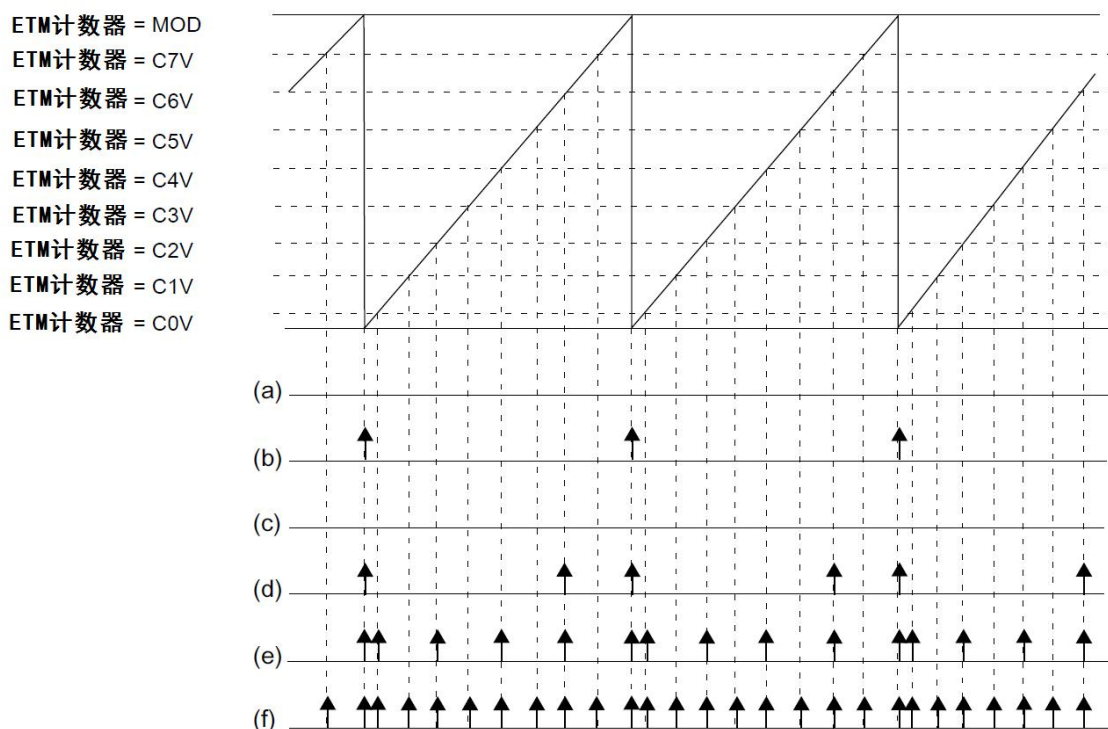 ETM计数器 = MOD
ETM计数器 = C7V
ETM计数器 = C6V
ETM计数器 = C5V
ETM计数器 = C4V
ETM计数器 = C3V
ETM计数器 = C2V
ETM计数器 = C1V
ETM计数器 = C0V
(a)
(b)
(c)
(d)
(e)
(f)